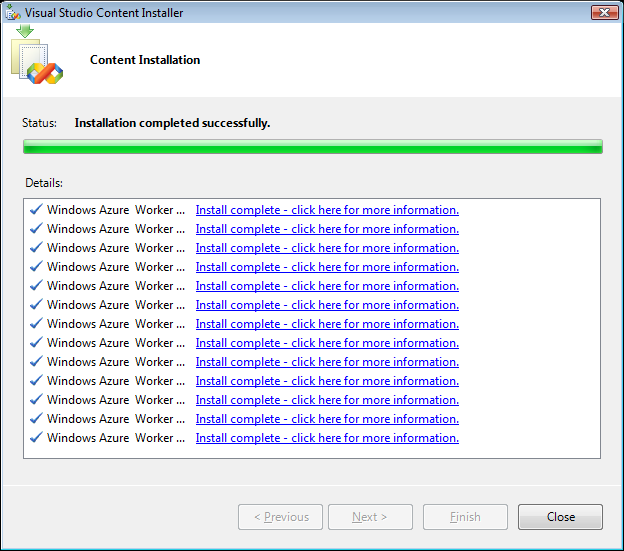 Visual Studio Content Installer
Content Installation
Status: Installation completed successfully.
Details:
Windows Azure Worker ... Install complete - click here for more information.
Windows Azure Worker ... Install complete - click here for more information.
Windows Azure Worker ... Install complete - click here for more information.
Windows Azure Worker ... Install complete - click here for more information.
Windows Azure Worker ... Install complete - click here for more information.
Windows Azure Worker ... Install complete - click here for more information.
Windows Azure Worker ... Install complete - click here for more information.
Windows Azure Worker ... Install complete - click here for more information.
Windows Azure Worker ... Install complete - click here for more information.
Windows Azure Worker ... Install complete - click here for more information.
Windows Azure Worker ... Install complete - click here for more information.
Windows Azure Worker ... Install complete - click here for more information.
Windows Azure Worker ... Install complete - click here for more information.
< Previous Next > Finish Close